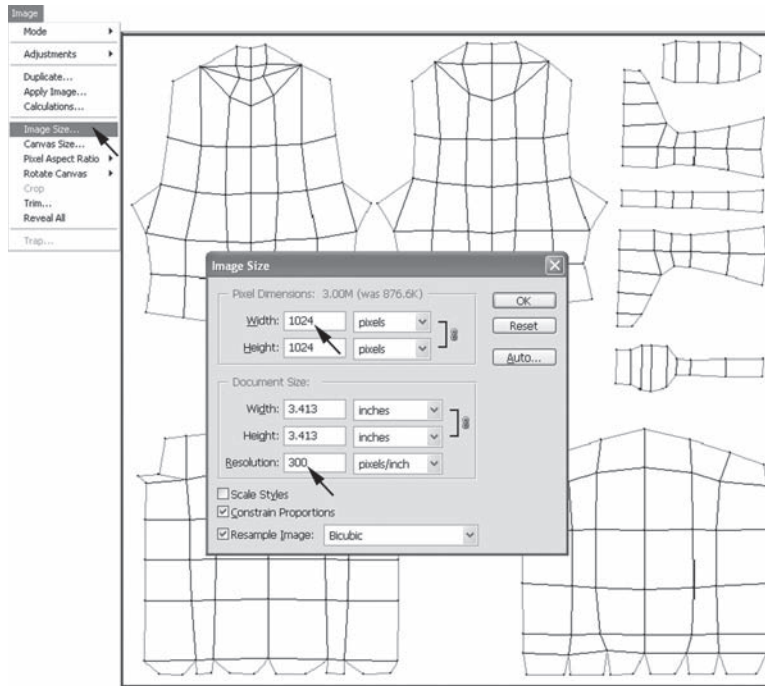 Image
Mode
Adjustments
Duplicate...
Apply Image...
Calculations...
Image Size...
Canvas Size...
Pixel Aspect Ratio
Rotate Canvas
Crop
Trim...
Reveal All
Trap...
Image Size
Pixel Dimensions: 3.00M (was 876.6K)
Width: 1024 pixels
Height: 1024 pixels
OK
Reset
Auto...
Document Size:
Width: 3.413 inches
Height: 3.413 inches
Resolution: 300 pixels/inch
Scale Styles
Constrain Proportions
Resample Image: Bicubic